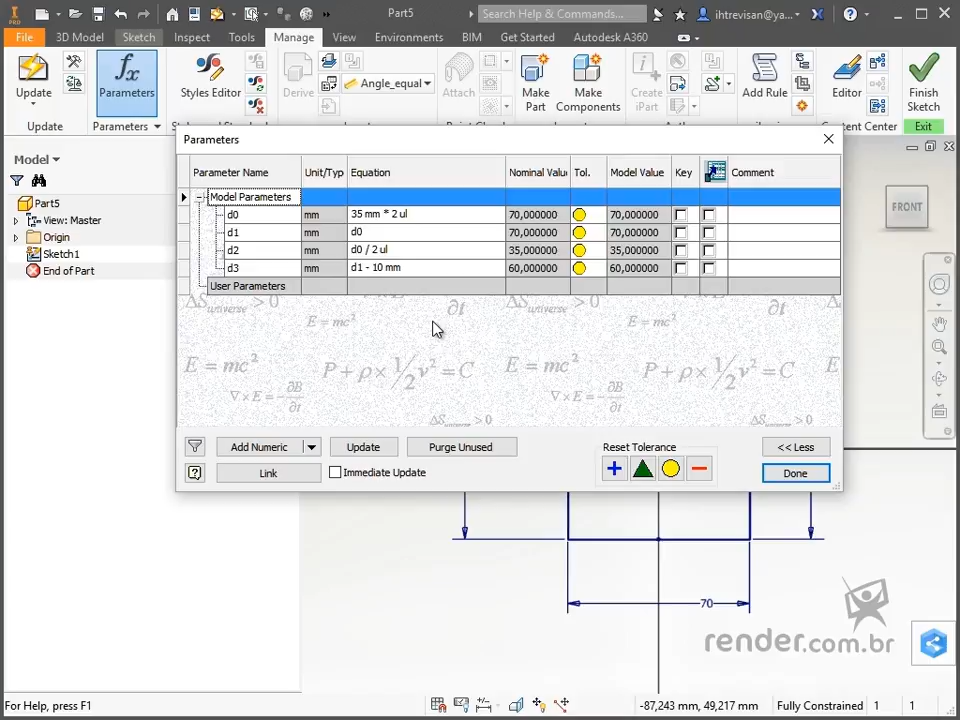 PRO
Part5
Search Help & Commands...
ihtrevisan@ya...
File
3D Model
Sketch
Inspect
Tools
Manage
View
Environments
BIM
Get Started
Autodesk A360
Update
Parameters
Styles Editor
Derive
Angle_equal
Attach
Make
Part
Make
Components
Create
iPart
Add Rule
Editor
Finish
Sketch
Update
Parameters
Content Center
Exit
Model
Part5
View: Master
Origin
Sketch1
End of Part
Parameters
Parameter Name Unit/Typ Equation Nominal Valu Tol. Model Value Key Comment
Model Parameters
d0 mm 35 mm * 2 ul 70,000000 70,000000
d1 mm d0 70,000000 70,000000
d2 mm d0 / 2 ul 35,000000 35,000000
d3 mm d1 - 10 mm 60,000000 60,000000
User Parameters
Add Numeric
Update
Purge Unused
Reset Tolerance
<< Less
Link
Immediate Update
Done
FRONT
70
render.com.br
For Help, press F1
-87,243 mm, 49,217 mm
Fully Constrained
1
1